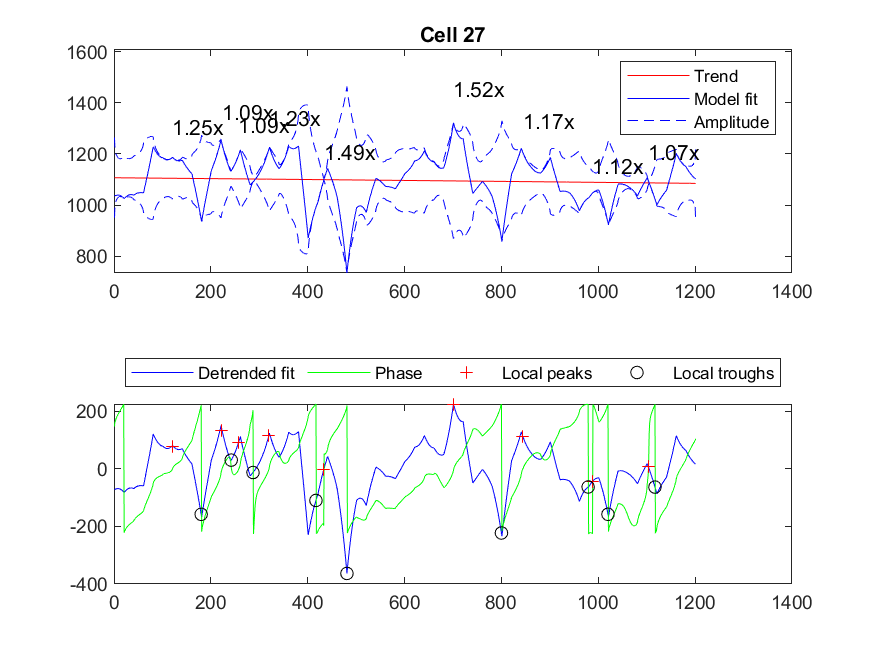 Cell 27
1600
1400
1200
1000
800
1.25x
1.09x
1.09x
1.23x
1.49x
1.52x
1.17x
1.12x
1.07x
Trend
Model fit
Amplitude
0 200 400 600 800 1000 1200 1400
Detrended fit Phase Local peaks Local troughs
200
0
-200
-400
0 200 400 600 800 1000 1200 1400